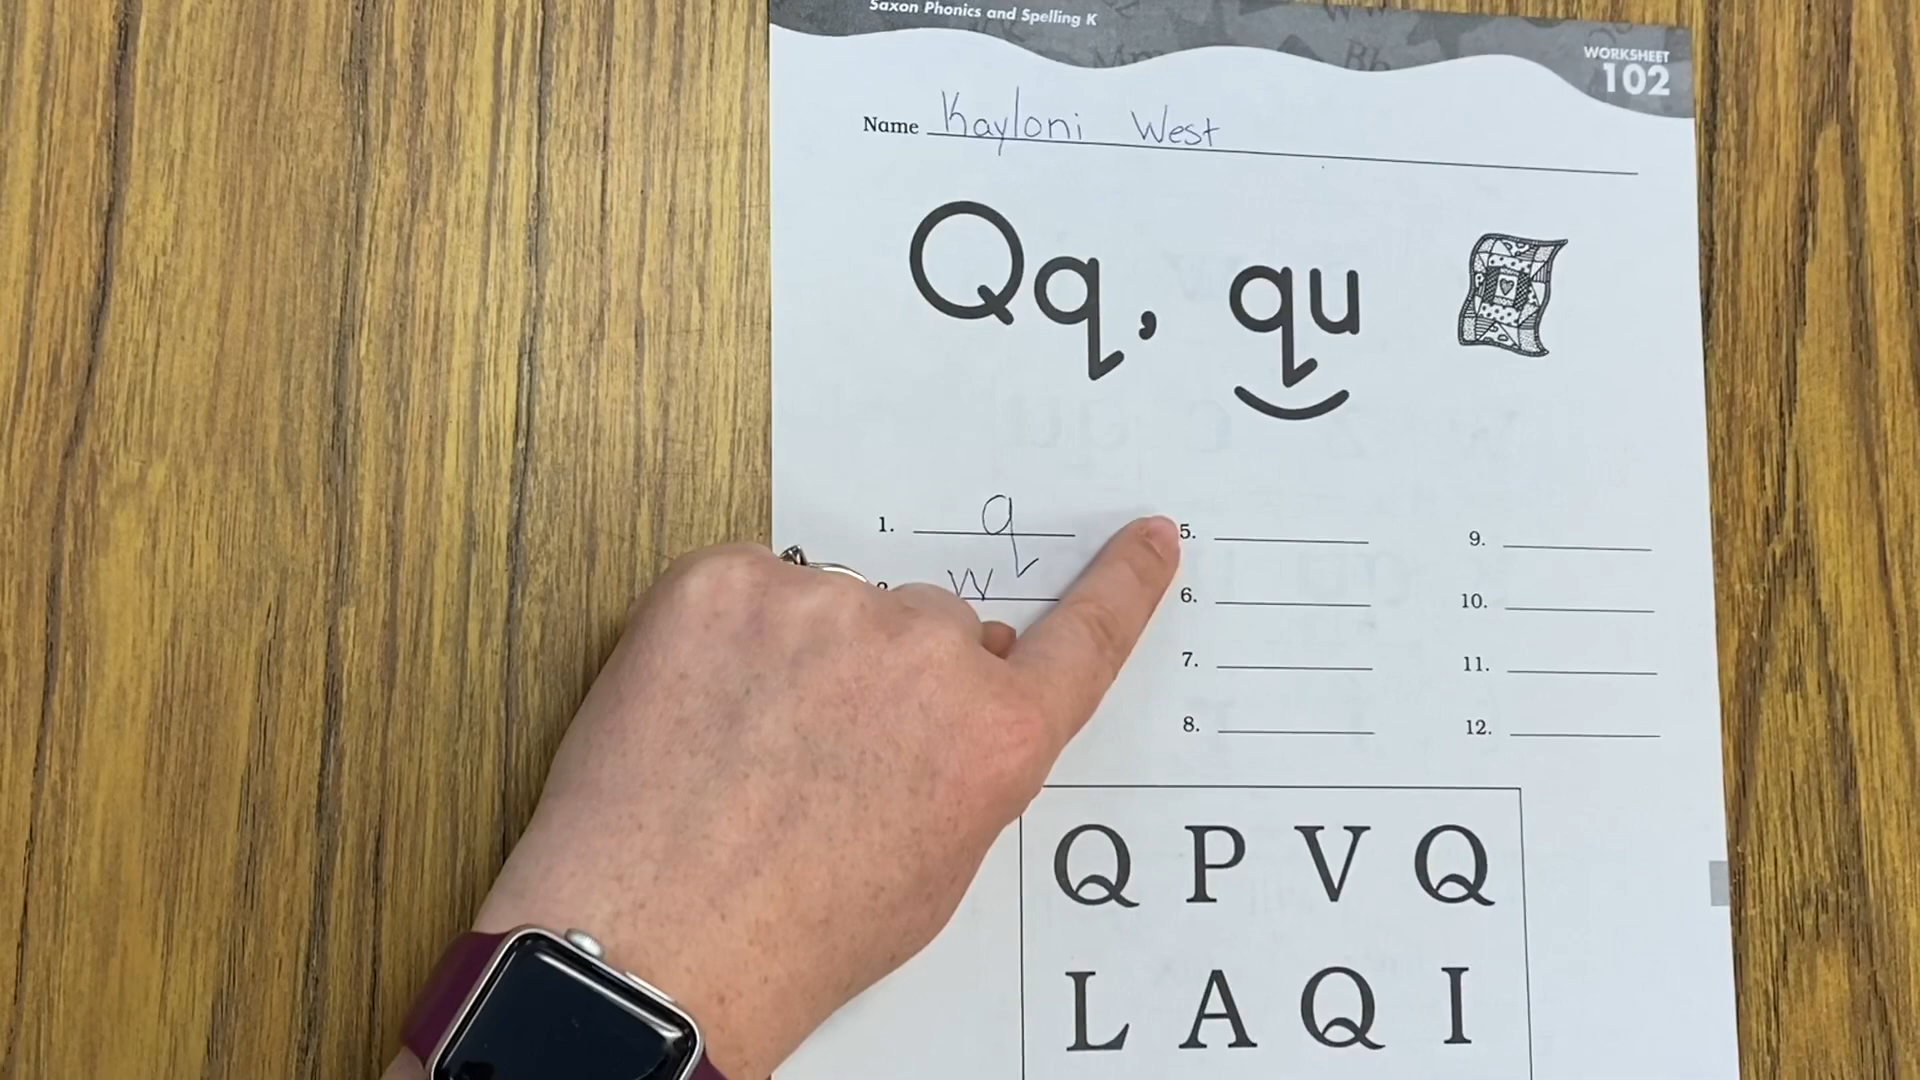 Saxon Phonics and Spelling K
WORKSHEET
102
Name Kayloni West
Qq, qu
1. q
w
5.
6.
7.
8.
9.
10.
11.
12.
Q P V Q
L A Q I